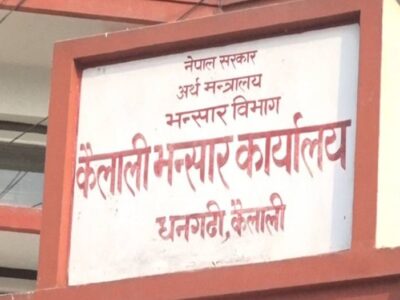 नेपाल सरकार
अर्थ मन्त्रालय
भन्सार विभाग
कैलाली भन्सार कार्यालय
धनगढी, कैलाली